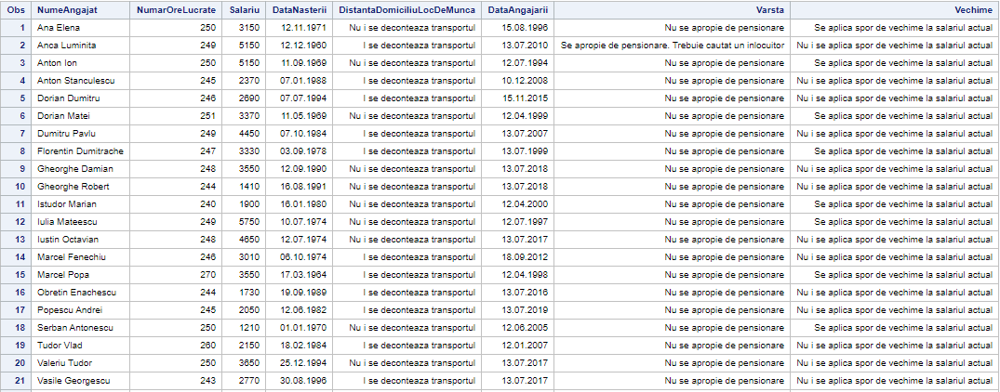 Obs NumeAngajat NumarOreLucrate Salariu DataNasterii DistantaDomiciliuLocDeMunca DataAngajarii Varsta Vechime
1 Ana Elena 250 3150 12.11.1971 Nu i se deconteaza transportul 15.08.1996 Nu se apropie de pensionare Se aplica spor de vechime la salariul actual
2 Anca Luminita 249 5150 12.12.1960 I se deconteaza transportul 13.07.2010 Se apropie de pensionare. Trebuie cautat un inlocuitor Nu i se aplica spor de vechime la salariul actual
3 Anton Ion 250 5150 11.09.1969 Nu i se deconteaza transportul 12.07.1994 Nu se apropie de pensionare Se aplica spor de vechime la salariul actual
4 Anton Stanculescu 245 2370 07.01.1988 I se deconteaza transportul 10.12.2008 Nu se apropie de pensionare Nu i se aplica spor de vechime la salariul actual
5 Dorian Dumitru 246 2690 07.07.1994 I se deconteaza transportul 15.11.2015 Nu se apropie de pensionare Nu i se aplica spor de vechime la salariul actual
6 Dorian Matei 251 3370 11.05.1969 Nu i se deconteaza transportul 12.04.1999 Nu se apropie de pensionare Se aplica spor de vechime la salariul actual
7 Dumitru Pavlu 249 4450 07.10.1984 I se deconteaza transportul 13.07.2007 Nu se apropie de pensionare Nu i se aplica spor de vechime la salariul actual
8 Florentin Dumitrache 247 3330 03.09.1978 I se deconteaza transportul 13.07.1999 Nu se apropie de pensionare Se aplica spor de vechime la salariul actual
9 Gheorghe Damian 248 3550 12.09.1990 Nu i se deconteaza transportul 13.07.2018 Nu se apropie de pensionare Nu i se aplica spor de vechime la salariul actual
10 Gheorghe Robert 244 1410 16.08.1991 Nu i se deconteaza transportul 13.07.2018 Nu se apropie de pensionare Nu i se aplica spor de vechime la salariul actual
11 Istudor Marian 240 1900 16.01.1980 Nu i se deconteaza transportul 12.04.2000 Nu se apropie de pensionare Se aplica spor de vechime la salariul actual
12 Iulia Mateescu 249 5750 10.07.1974 Nu i se deconteaza transportul 12.07.1997 Nu se apropie de pensionare Se aplica spor de vechime la salariul actual
13 Iustin Octavian 248 4650 12.07.1974 Nu i se deconteaza transportul 13.07.2017 Nu se apropie de pensionare Nu i se aplica spor de vechime la salariul actual
14 Marcel Fenechiu 246 3010 06.10.1974 I se deconteaza transportul 18.09.2012 Nu se apropie de pensionare Nu i se aplica spor de vechime la salariul actual
15 Marcel Popa 270 3550 17.03.1964 I se deconteaza transportul 12.04.1998 Nu se apropie de pensionare Se aplica spor de vechime la salariul actual
16 Obretin Enachescu 244 1730 19.09.1989 I se deconteaza transportul 13.07.2016 Nu se apropie de pensionare Nu i se aplica spor de vechime la salariul actual
17 Popescu Andrei 245 2050 12.06.1982 I se deconteaza transportul 13.07.2019 Nu se apropie de pensionare Nu i se aplica spor de vechime la salariul actual
18 Serban Antonescu 250 1210 01.01.1970 Nu i se deconteaza transportul 12.06.2005 Nu se apropie de pensionare Se aplica spor de vechime la salariul actual
19 Tudor Vlad 260 2150 18.02.1984 I se deconteaza transportul 12.01.2007 Nu se apropie de pensionare Nu i se aplica spor de vechime la salariul actual
20 Valeriu Tudor 250 3650 25.12.1994 Nu i se deconteaza transportul 13.07.2017 Nu se apropie de pensionare Nu i se aplica spor de vechime la salariul actual
21 Vasile Georgescu 243 2770 30.08.1996 I se deconteaza transportul 13.07.2017 Nu se apropie de pensionare Nu i se aplica spor de vechime la salariul actual